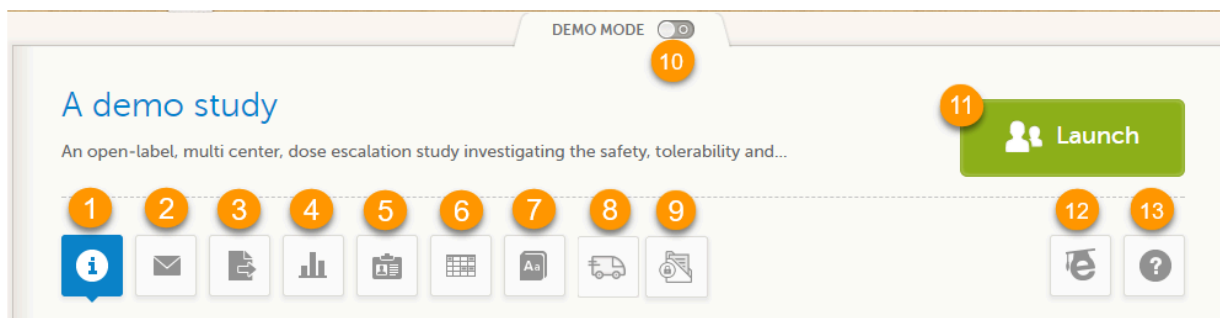 DEMO MODE
10
A demo study
11
Launch
An open-label, multi center, dose escalation study investigating the safety, tolerability and...
1 2 3 4 5 6 7 8 9 12 13
i Aa e ?